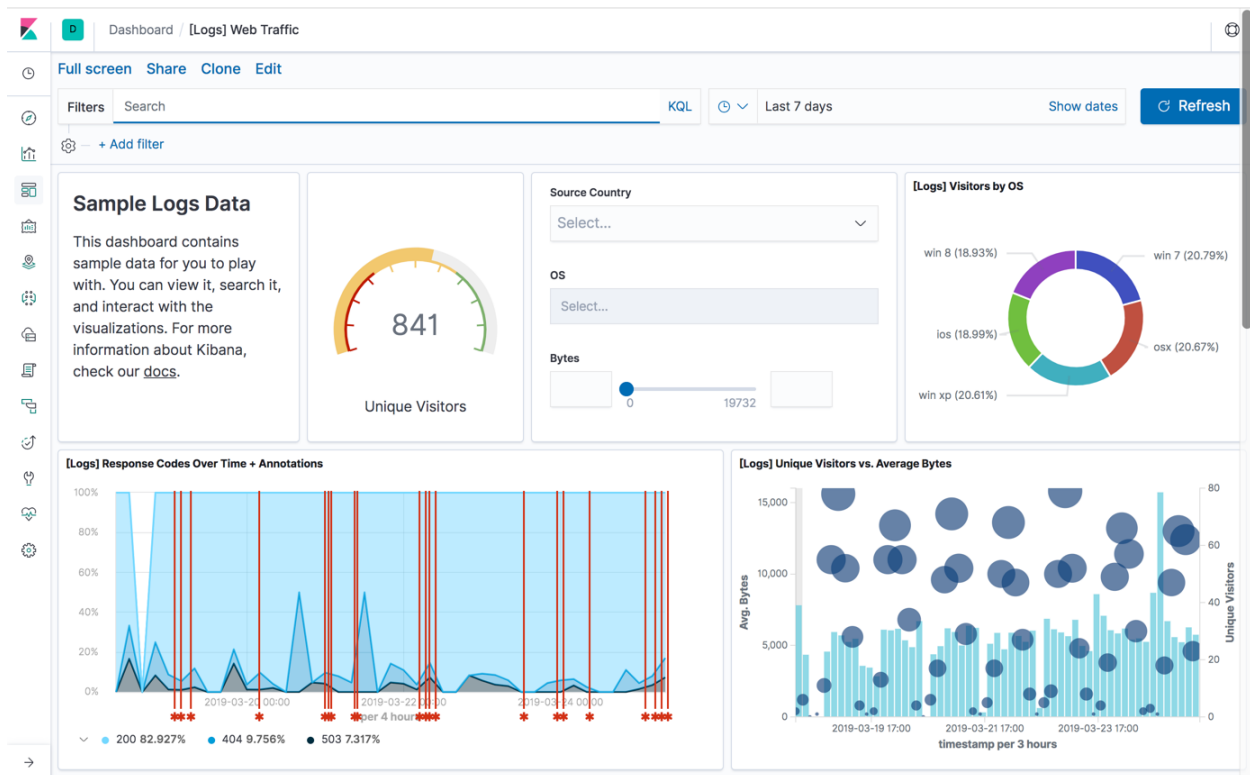 D
Dashboard / [Logs] Web Traffic
Full screen Share Clone Edit
Filters Search KQL Last 7 days Show dates Refresh
+ Add filter
Sample Logs Data
This dashboard contains
sample data for you to play
with. You can view it, search it,
and interact with the
visualizations. For more
information about Kibana,
check our docs.
841
Unique Visitors
Source Country
Select...
OS
Select...
Bytes
0 19732
[Logs] Visitors by OS
win 8 (18.93%)
win 7 (20.79%)
ios (18.99%)
osx (20.67%)
win xp (20.61%)
[Logs] Response Codes Over Time + Annotations
100%
80%
60%
40%
20%
0%
2019-03-20 00:00 2019-03-22 00:00 2019-03-24 00:00
per 4 hours
200 82.927% 404 9.756% 503 7.317%
[Logs] Unique Visitors vs. Average Bytes
15,000
10,000
5,000
0
Avg. Bytes
80
60
40
20
0
Unique Visitors
2019-03-19 17:00 2019-03-21 17:00 2019-03-23 17:00
timestamp per 3 hours